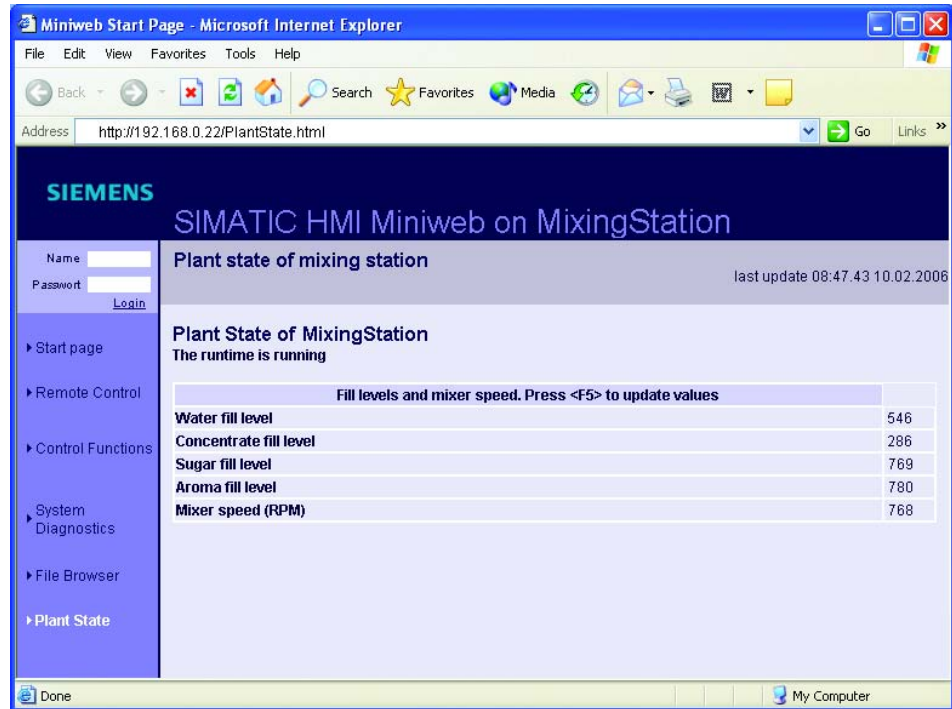 Miniweb Start Page - Microsoft Internet Explorer
File Edit View Favorites Tools Help
Back Search Favorites Media
Address http://192.168.0.22/PlantState.html Go Links »
SIEMENS
SIMATIC HMI Miniweb on MixingStation
Name
Passwort
Login
Plant state of mixing station
last update 08:47.43 10.02.2006
Start page
Remote Control
Control Functions
System
Diagnostics
File Browser
Plant State
Plant State of MixingStation
The runtime is running
Fill levels and mixer speed. Press <F5> to update values
Water fill level 546
Concentrate fill level 286
Sugar fill level 769
Aroma fill level 780
Mixer speed (RPM) 768
Done My Computer